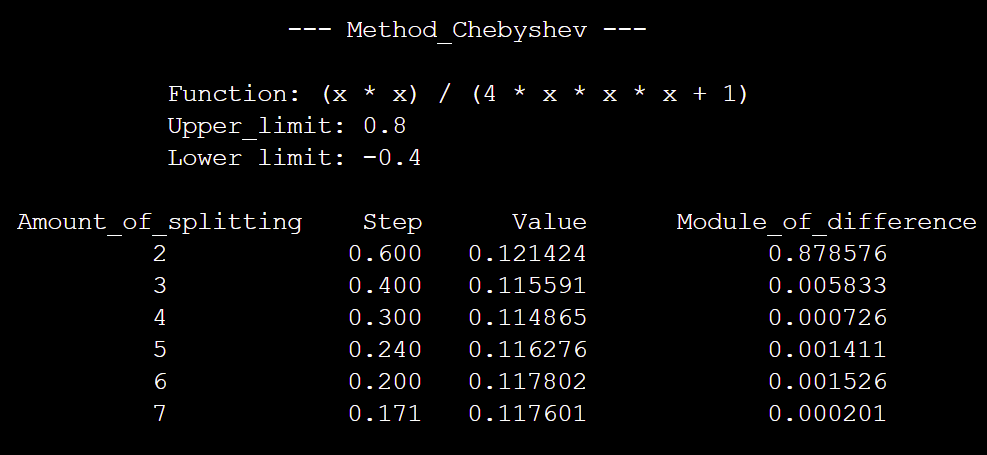 --- Method_Chebyshev ---
Function: (x * x) / (4 * x * x * x + 1)
Upper_limit: 0.8
Lower limit: -0.4
Amount_of_splitting Step Value Module_of_difference
2 0.600 0.121424 0.878576
3 0.400 0.115591 0.005833
4 0.300 0.114865 0.000726
5 0.240 0.116276 0.001411
6 0.200 0.117802 0.001526
7 0.171 0.117601 0.000201